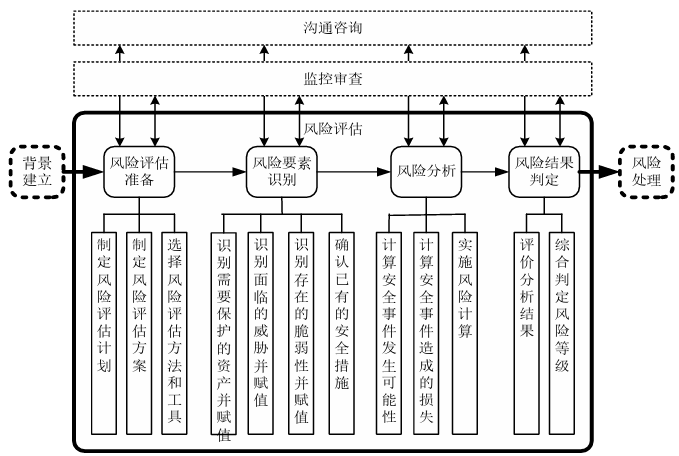 沟通咨询
监控审查
风险评估
背景
建立
风险评估
准备
风险要素
识别
风险分析
风险结果
判定
风险
处理
制定风险评估计划
制定风险评估方案
选择风险评估方法和工具
识别需要保护的资产并赋值
识别面临的威胁并赋值
识别存在的脆弱性并赋值
确认已有的安全措施
计算安全事件发生可能性
计算安全事件造成的损失
实施风险计算
评价分析结果
综合判定风险等级